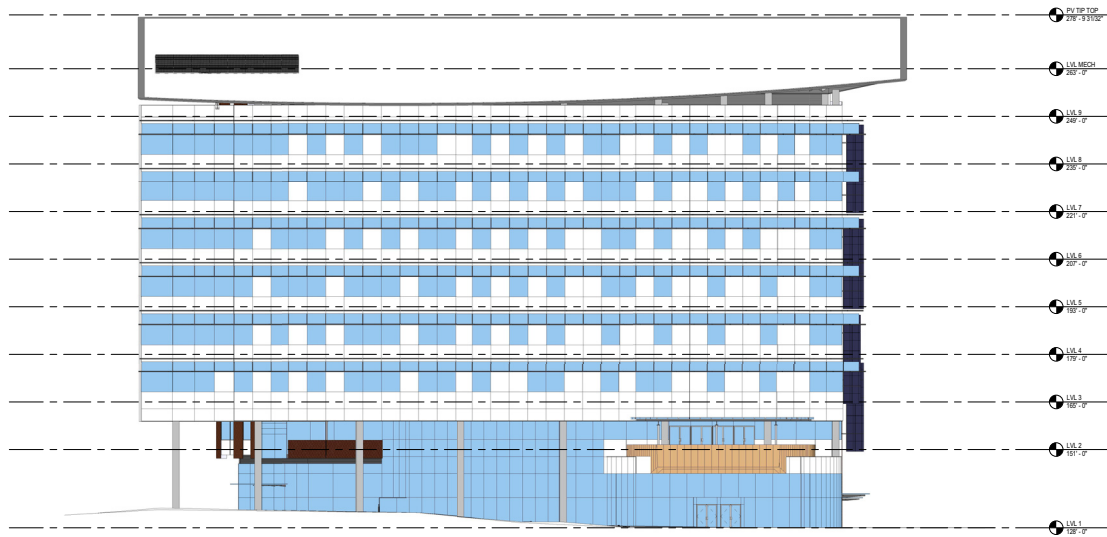 PV TIP TOP
278' - 9 31/32"
LVL MECH
263' - 0"
LVL 9
249' - 0"
LVL 8
235' - 0"
LVL 7
221' - 0"
LVL 6
207' - 0"
LVL 5
193' - 0"
LVL 4
179' - 0"
LVL 3
165' - 0"
LVL 2
151' - 0"
LVL 1
128' - 0"